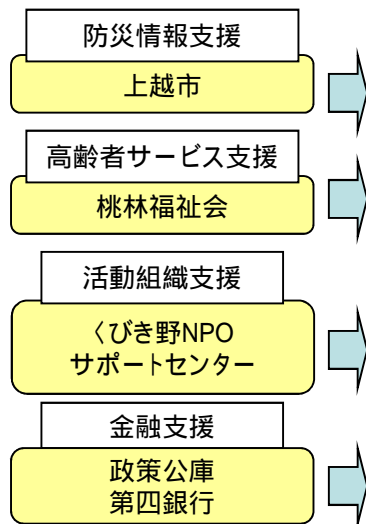 防災情報支援
上越市
高齢者サービス支援
桃林福祉会
活動組織支援
くびき野NPO
サポートセンター
金融支援
政策公庫
第四銀行